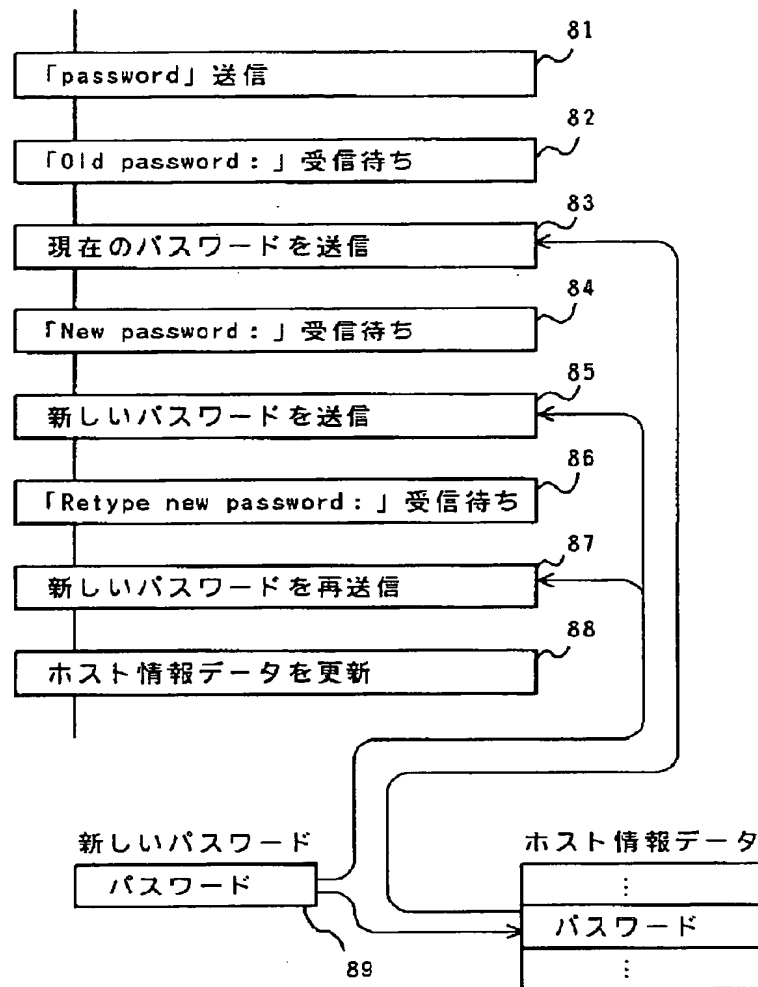 81
「password」送信
82
「Old password:」受信待ち
83
現在のパスワードを送信
84
「New password:」受信待ち
85
新しいパスワードを送信
86
「Retype new password:」受信待ち
87
新しいパスワードを再送信
88
ホスト情報データを更新
新しいパスワード
パスワード
89
ホスト情報データ
⋮
パスワード
⋮